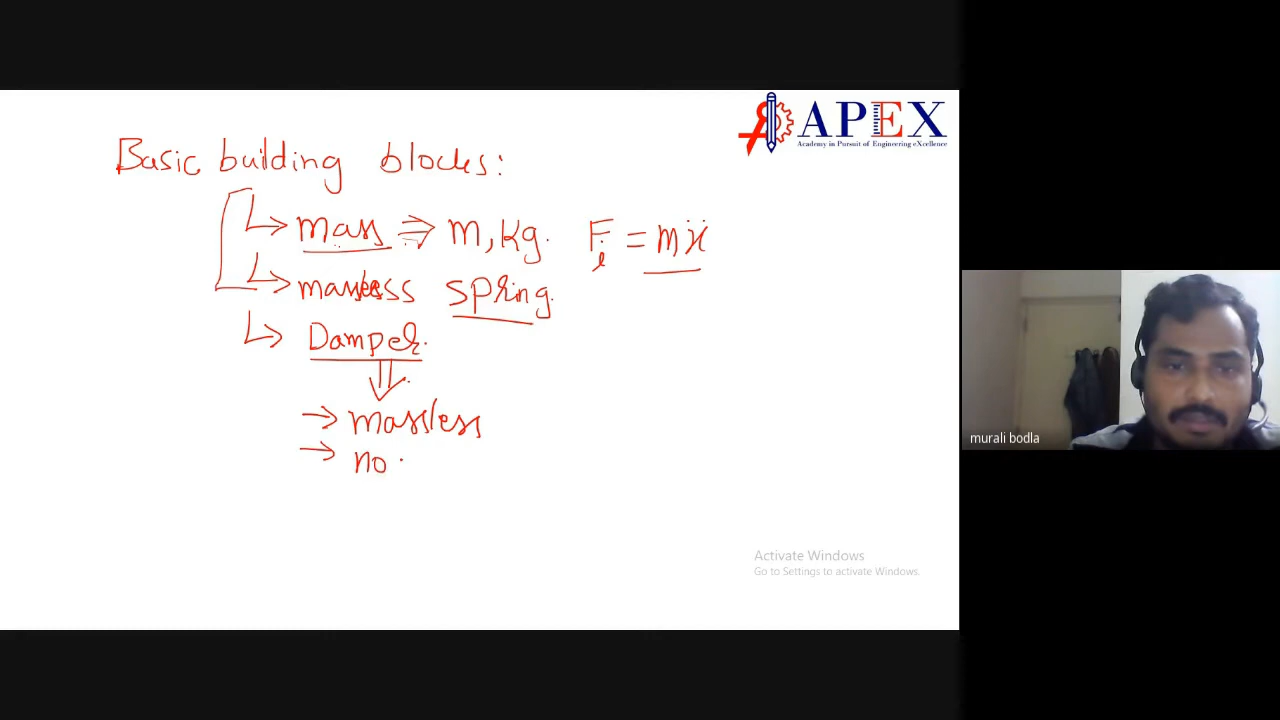 APEX
Academy in Pursuit of Engineering eXcellence
Basic building blocks:
↳ mass ⇒ m, kg. Fi = mẍ
↳ massless spring.
↳ Damper.
→ massless
→ no
murali bodla
Activate Windows
Go to Settings to activate Windows.